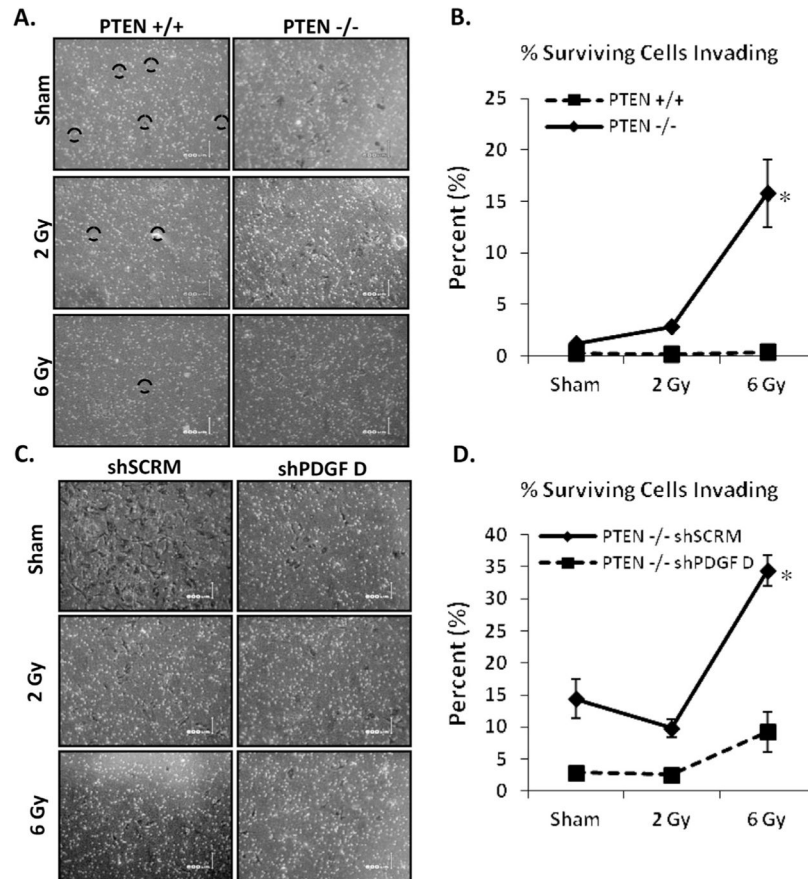 A.
PTEN +/+ PTEN -/-
Sham
2 Gy
6 Gy
B.
% Surviving Cells Invading
PTEN +/+
PTEN -/-
25
20
15
10
5
0
Percent (%)
*
Sham 2 Gy 6 Gy
C.
shSCRM shPDGF D
Sham
2 Gy
6 Gy
D.
% Surviving Cells Invading
PTEN -/- shSCRM
PTEN -/- shPDGF D
40
35
30
25
20
15
10
5
0
Percent (%)
*
Sham 2 Gy 6 Gy